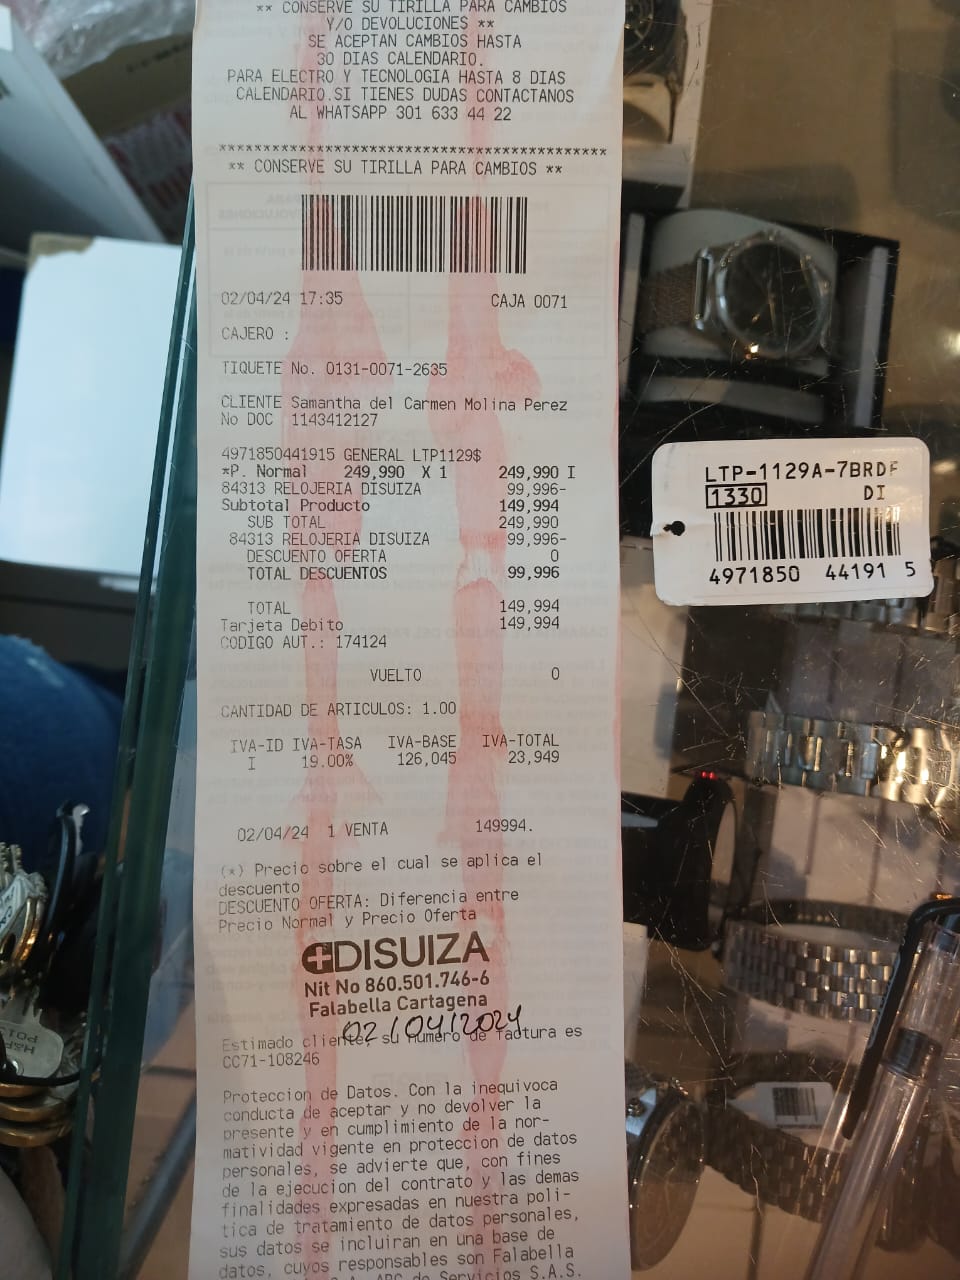 ** CONSERVE SU TIRILLA PARA CAMBIOS
Y/O DEVOLUCIONES **
SE ACEPTAN CAMBIOS HASTA
30 DIAS CALENDARIO.
PARA ELECTRO Y TECNOLOGIA HASTA 8 DIAS
CALENDARIO.SI TIENES DUDAS CONTACTANOS
AL WHATSAPP 301 633 44 22
*********************************************
** CONSERVE SU TIRILLA PARA CAMBIOS **
02/04/24 17:35 CAJA 0071
CAJERO :
TIQUETE No. 0131-0071-2635
CLIENTE Samantha del Carmen Molina Perez
No DOC 1143412127
4971850441915 GENERAL LTP1129$
*P. Normal 249,990 X 1 249,990 I
84313 RELOJERIA DISUIZA 99,996-
Subtotal Producto 149,994
SUB TOTAL 249,990
84313 RELOJERIA DISUIZA 99,996-
DESCUENTO OFERTA 0
TOTAL DESCUENTOS 99,996
TOTAL 149,994
Tarjeta Debito 149,994
CODIGO AUT.: 174124
VUELTO 0
CANTIDAD DE ARTICULOS: 1.00
IVA-ID IVA-TASA IVA-BASE IVA-TOTAL
I 19.00% 126,045 23,949
02/04/24 1 VENTA 149994.
(*) Precio sobre el cual se aplica el
descuento
DESCUENTO OFERTA: Diferencia entre
Precio Normal y Precio Oferta
DISUIZA
Nit No 860.501.746-6
Falabella Cartagena
02/04/2024
Estimado cliente, su numero de factura es
CC71-108246
Proteccion de Datos. Con la inequivoca
conducta de aceptar y no devolver la
presente y en cumplimiento de la nor-
matividad vigente en proteccion de datos
personales, se advierte que, con fines
de la ejecucion del contrato y las demas
finalidades expresadas en nuestra poli-
tica de tratamiento de datos personales,
sus datos se incluiran en una base de
datos, cuyos responsables son Falabella
S.A. ABC de Servicios S.A.S.
LTP-1129A-7BRDF
1330 DI
4971850 44191 5